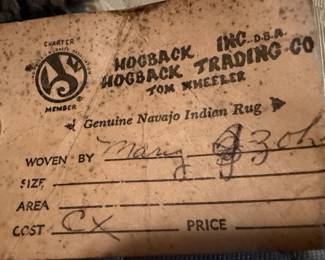 CHARTER
HOGBACK INC. D.B.A.
HOGBACK TRADING CO
TOM WHEELER
MEMBER
Genuine Navajo Indian Rug
WOVEN BY Mary
SIZE
AREA
COST CX PRICE